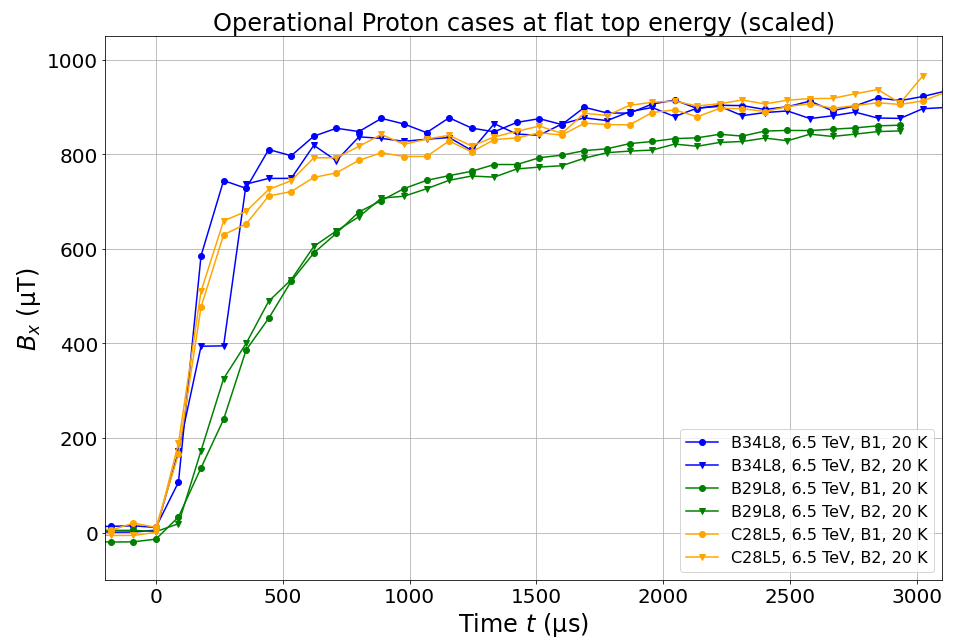 Operational Proton cases at flat top energy (scaled)
1000
800
600
400
200
0
B_x (μT)
B34L8, 6.5 TeV, B1, 20 K
B34L8, 6.5 TeV, B2, 20 K
B29L8, 6.5 TeV, B1, 20 K
B29L8, 6.5 TeV, B2, 20 K
C28L5, 6.5 TeV, B1, 20 K
C28L5, 6.5 TeV, B2, 20 K
0 500 1000 1500 2000 2500 3000
Time t (μs)